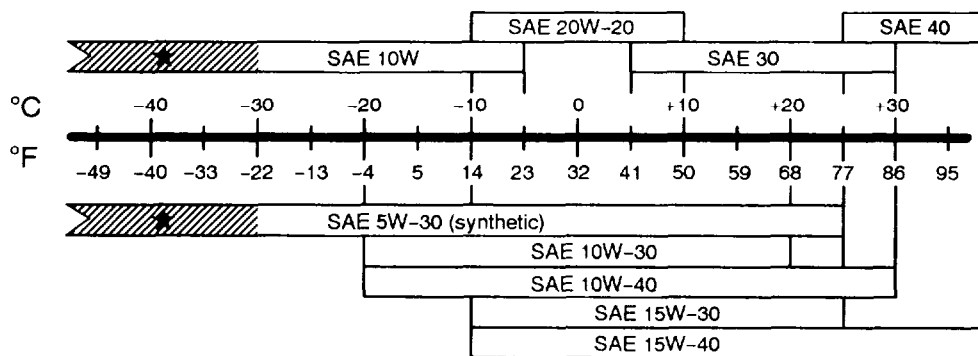 SAE 20W-20 SAE 40
SAE 10W SAE 30
°C -40 -30 -20 -10 0 +10 +20 +30
°F -49 -40 -33 -22 -13 -4 5 14 23 32 41 50 59 68 77 86 95
SAE 5W-30 (synthetic)
SAE 10W-30
SAE 10W-40
SAE 15W-30
SAE 15W-40